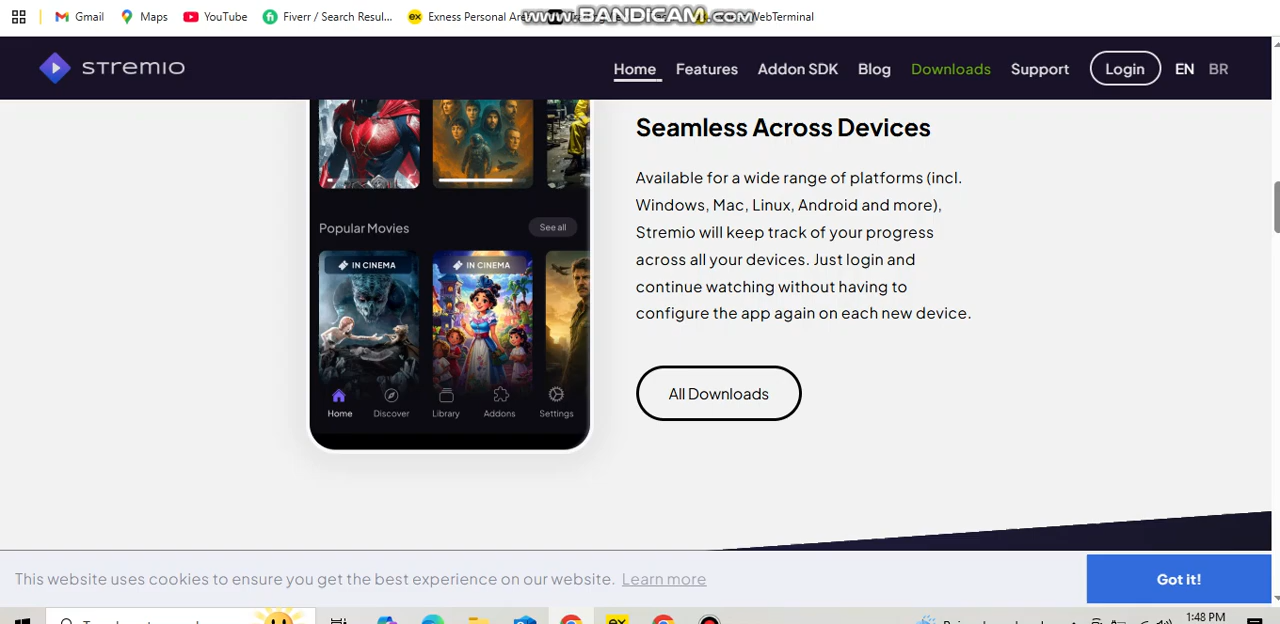 Gmail Maps YouTube Fiverr / Search Resul... Exness Personal Are WebTerminal
www.BANDICAM.com
STREMIO
Home Features Addon SDK Blog Downloads Support Login EN BR
Seamless Across Devices
Available for a wide range of platforms (incl.
Windows, Mac, Linux, Android and more),
Stremio will keep track of your progress
across all your devices. Just login and
continue watching without having to
configure the app again on each new device.
All Downloads
Popular Movies See all
IN CINEMA IN CINEMA
Home Discover Library Addons Settings
This website uses cookies to ensure you get the best experience on our website. Learn more
Got it!
1:48 PM